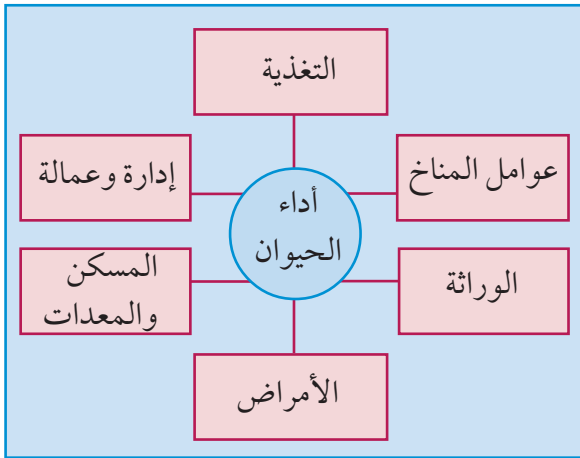 التغذية
عوامل المناخ
إدارة وعمالة
أداء
الحيوان
الوراثة
المسكن
والمعدات
الأمراض